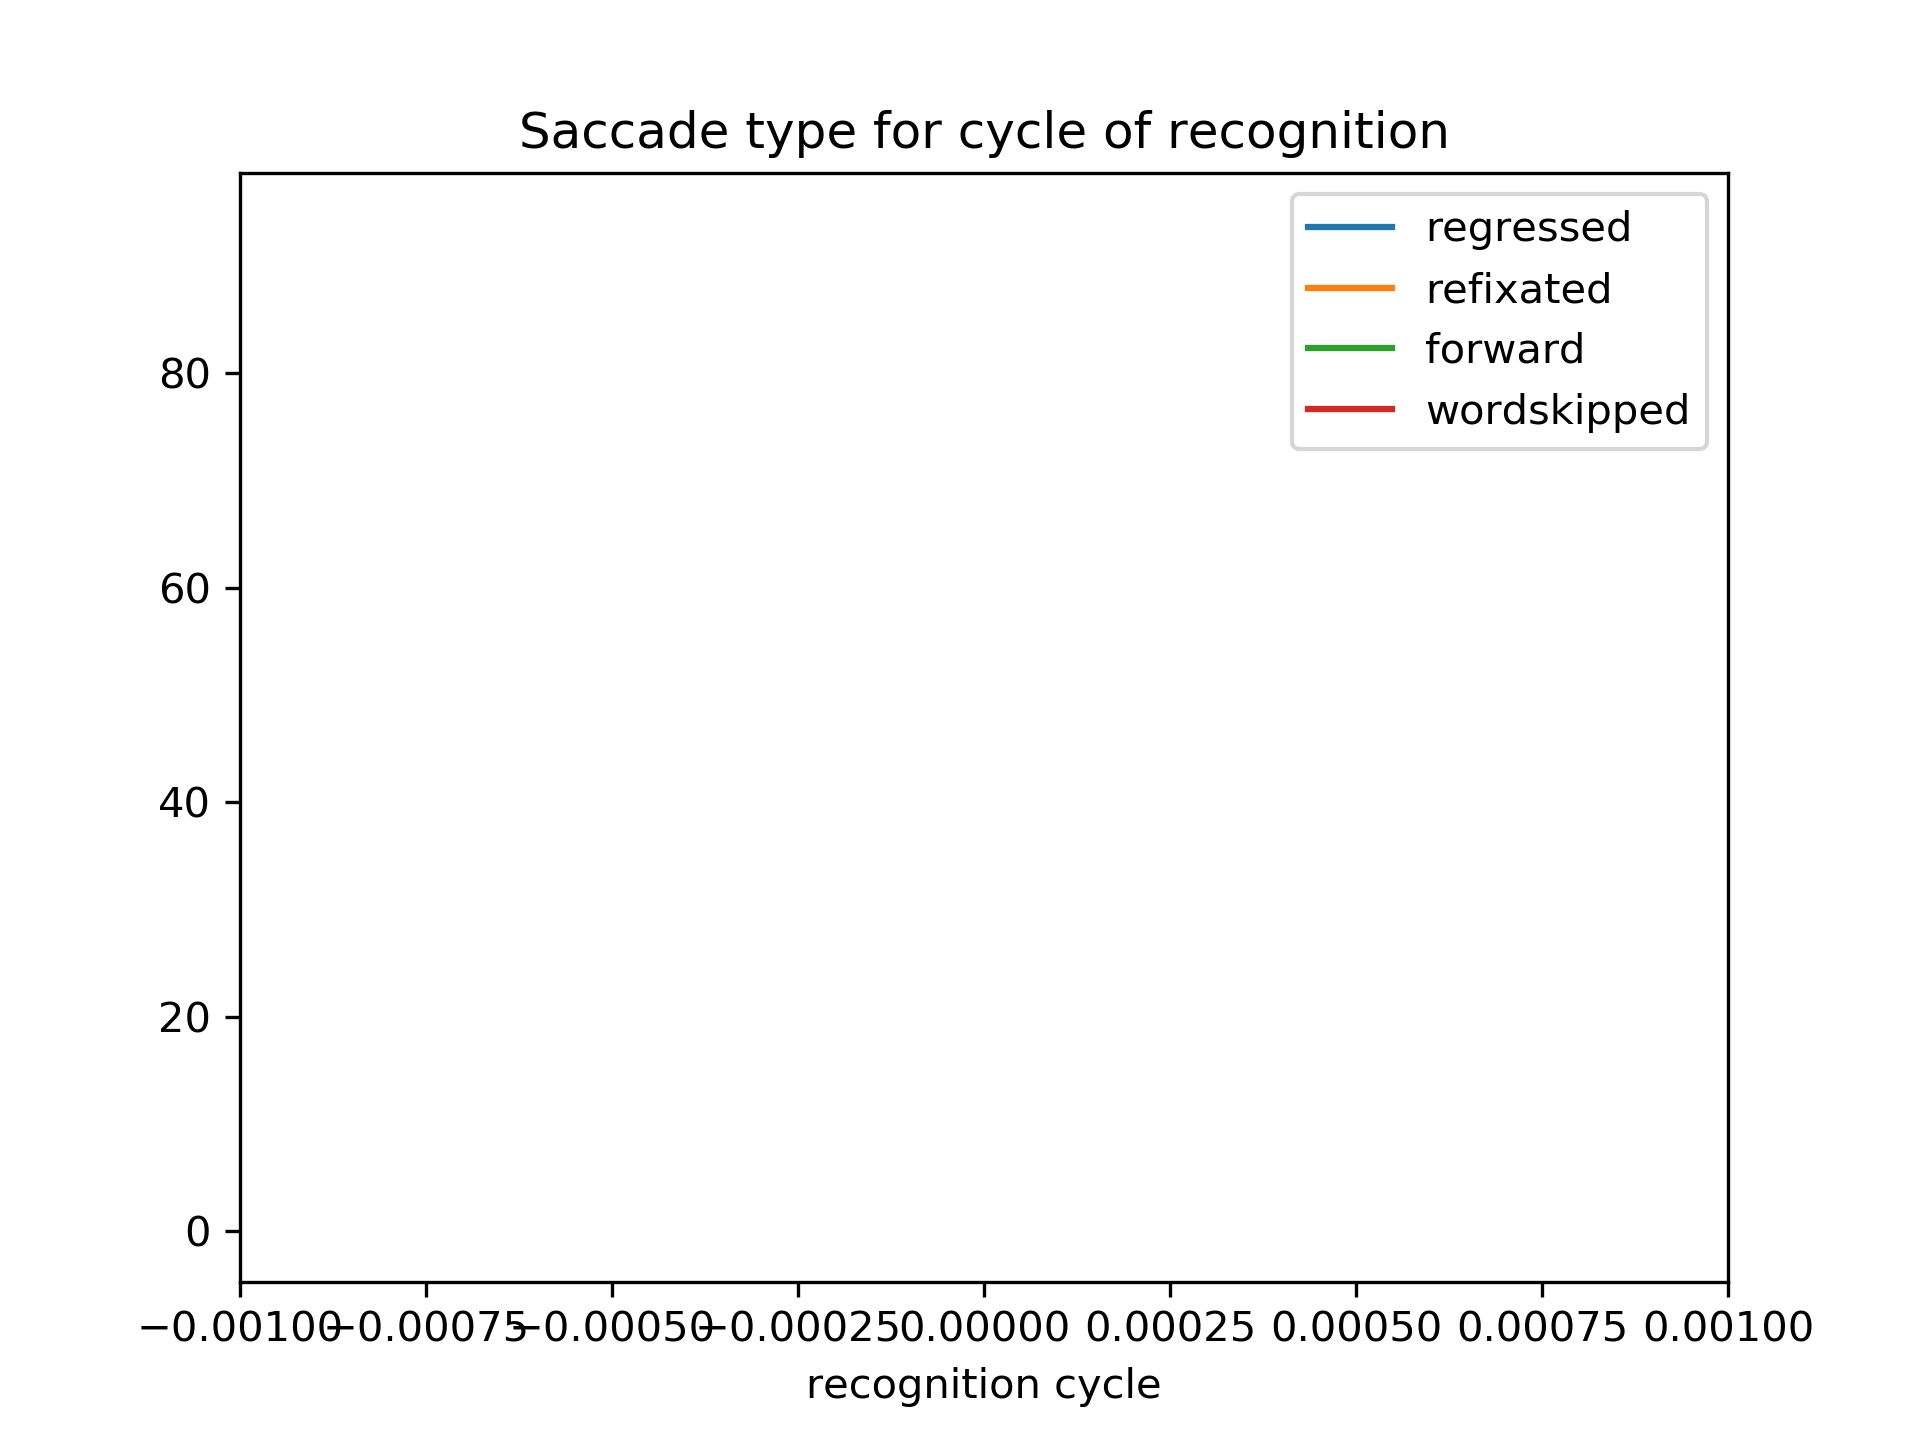 Saccade type for cycle of recognition
regressed
refixated
forward
wordskipped
80
60
40
20
0
−0.00100 −0.00075 −0.00050 −0.00025 0.00000 0.00025 0.00050 0.00075 0.00100
recognition cycle